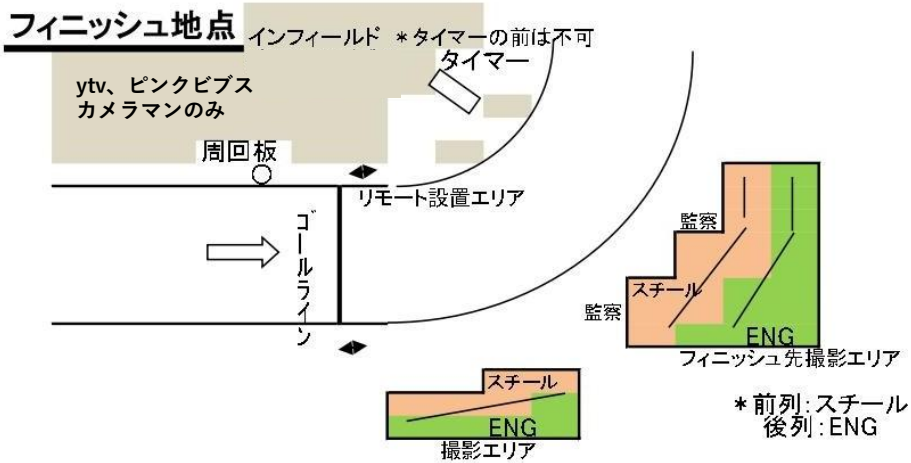 フィニッシュ地点
インフィールド ＊タイマーの前は不可
タイマー
ytv、ピンクビブス
カメラマンのみ
周回板
リモート設置エリア
ゴールライン
監察
スチール
監察
ENG
フィニッシュ先撮影エリア
スチール
ENG
撮影エリア
＊前列：スチール
後列：ENG